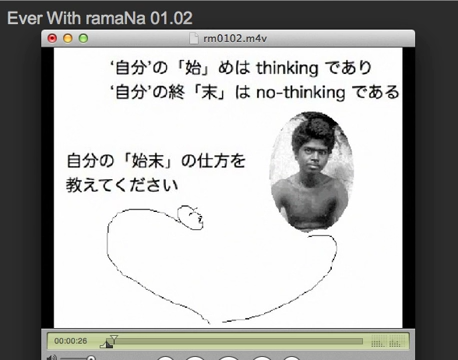 Ever With ramaNa 01.02
rm0102.m4v
‘自分’の「始」めは thinking であり
‘自分’の終「末」は no-thinking である
自分の「始末」の仕方を
教えてください
00:00:26